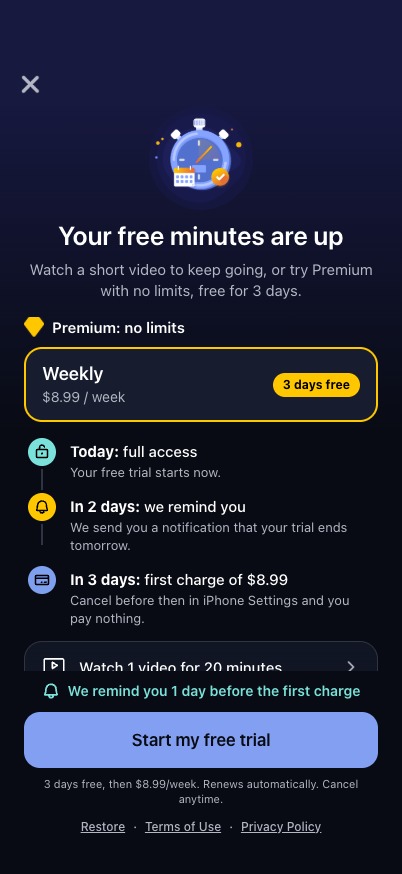 Your free minutes are up
Watch a short video to keep going, or try Premium
with no limits, free for 3 days.
Premium: no limits
Weekly
$8.99 / week
3 days free
Today: full access
Your free trial starts now.
In 2 days: we remind you
We send you a notification that your trial ends
tomorrow.
In 3 days: first charge of $8.99
Cancel before then in iPhone Settings and you
pay nothing.
Watch 1 video for 20 minutes
We remind you 1 day before the first charge
Start my free trial
3 days free, then $8.99/week. Renews automatically. Cancel
anytime.
Restore · Terms of Use · Privacy Policy